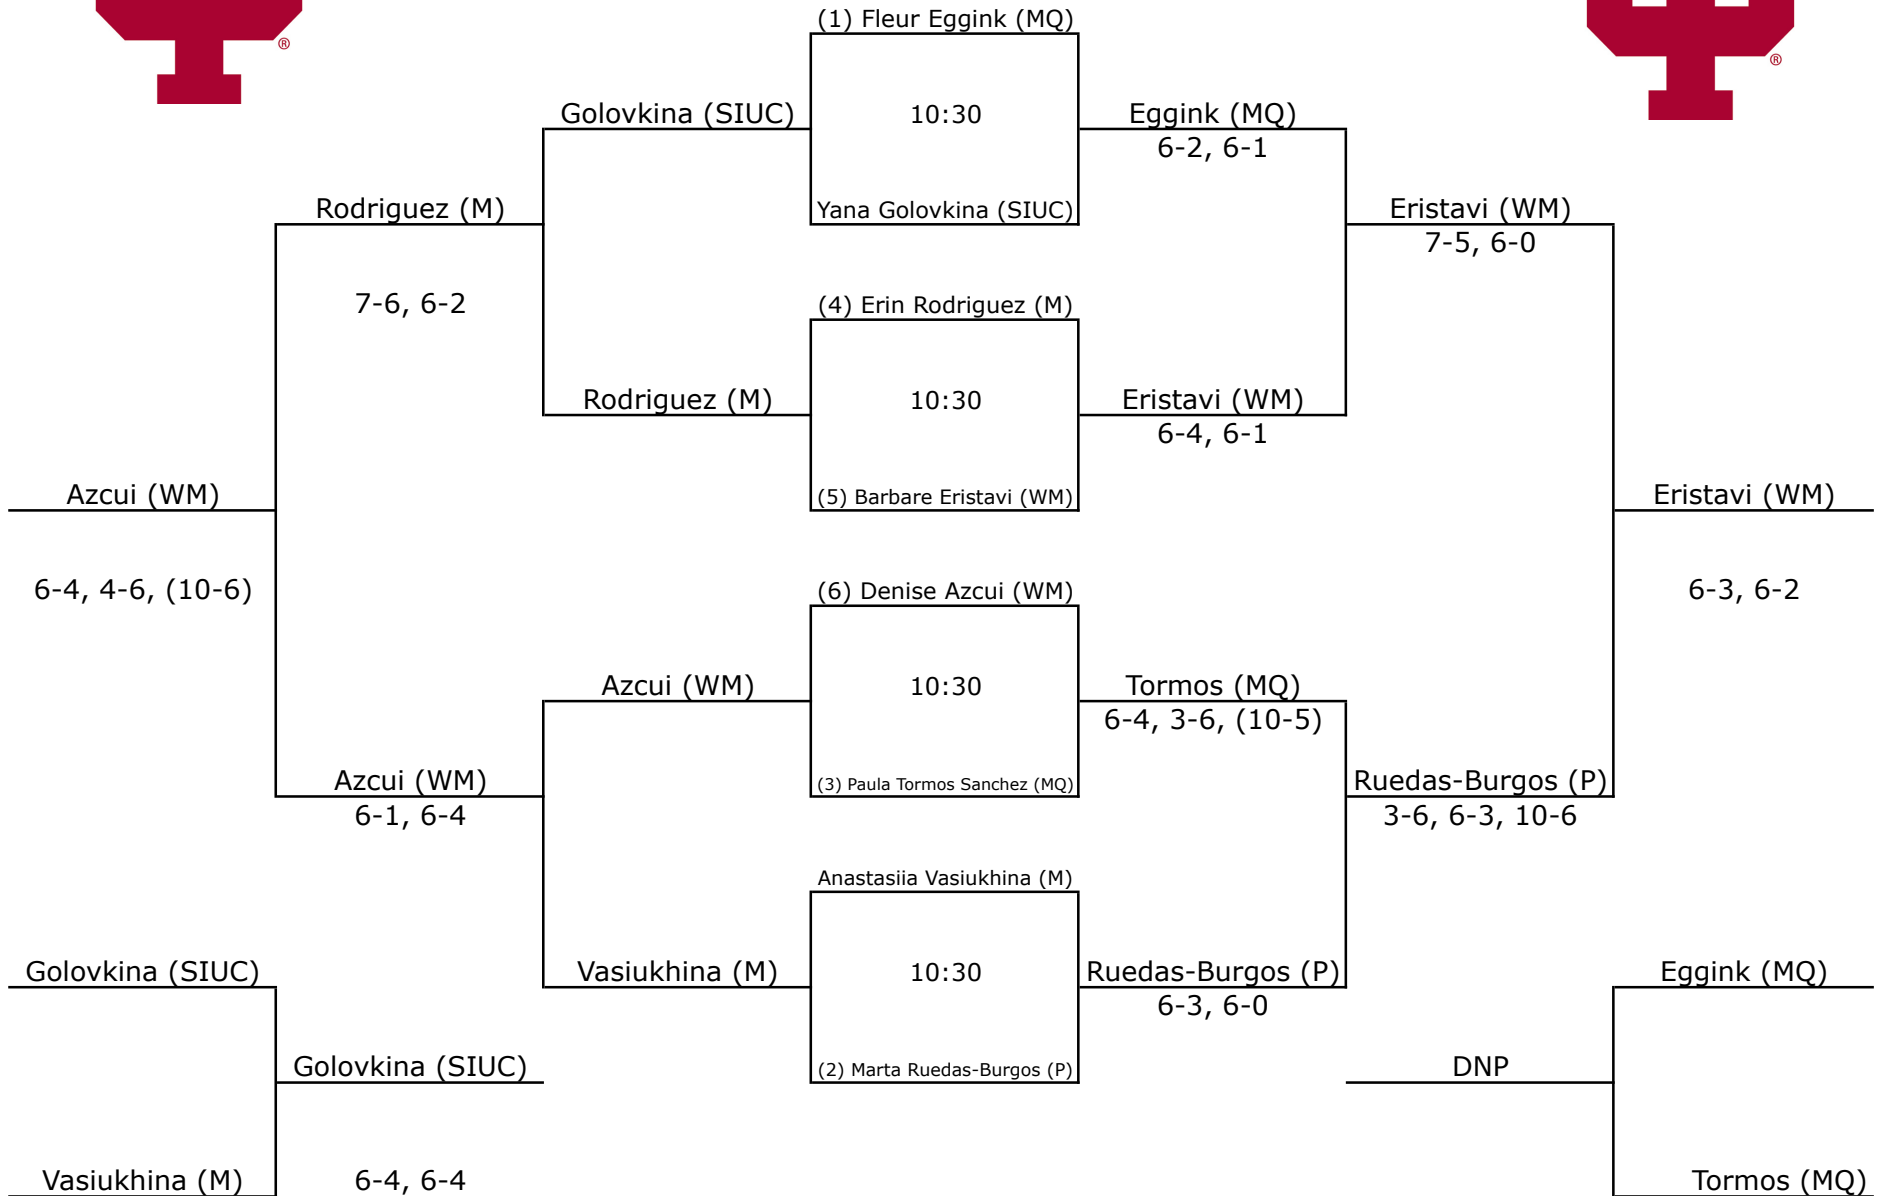 (1) Fleur Eggink (MQ)
®
®
Golovkina (SIUC)
10:30
Eggink (MQ)
6-2, 6-1
Rodriguez (M)
Yana Golovkina (SIUC)
Eristavi (WM)
7-5, 6-0
7-6, 6-2
(4) Erin Rodriguez (M)
Rodriguez (M)
10:30
Eristavi (WM)
6-4, 6-1
Azcui (WM)
(5) Barbare Eristavi (WM)
Eristavi (WM)
6-4, 4-6, (10-6)
(6) Denise Azcui (WM)
6-3, 6-2
Azcui (WM)
10:30
Tormos (MQ)
6-4, 3-6, (10-5)
Azcui (WM)
(3) Paula Tormos Sanchez (MQ)
Ruedas-Burgos (P)
6-1, 6-4
3-6, 6-3, 10-6
Anastasiia Vasiukhina (M)
Golovkina (SIUC)
Vasiukhina (M)
10:30
Ruedas-Burgos (P)
Eggink (MQ)
6-3, 6-0
Golovkina (SIUC)
(2) Marta Ruedas-Burgos (P)
DNP
Vasiukhina (M)
6-4, 6-4
Tormos (MQ)